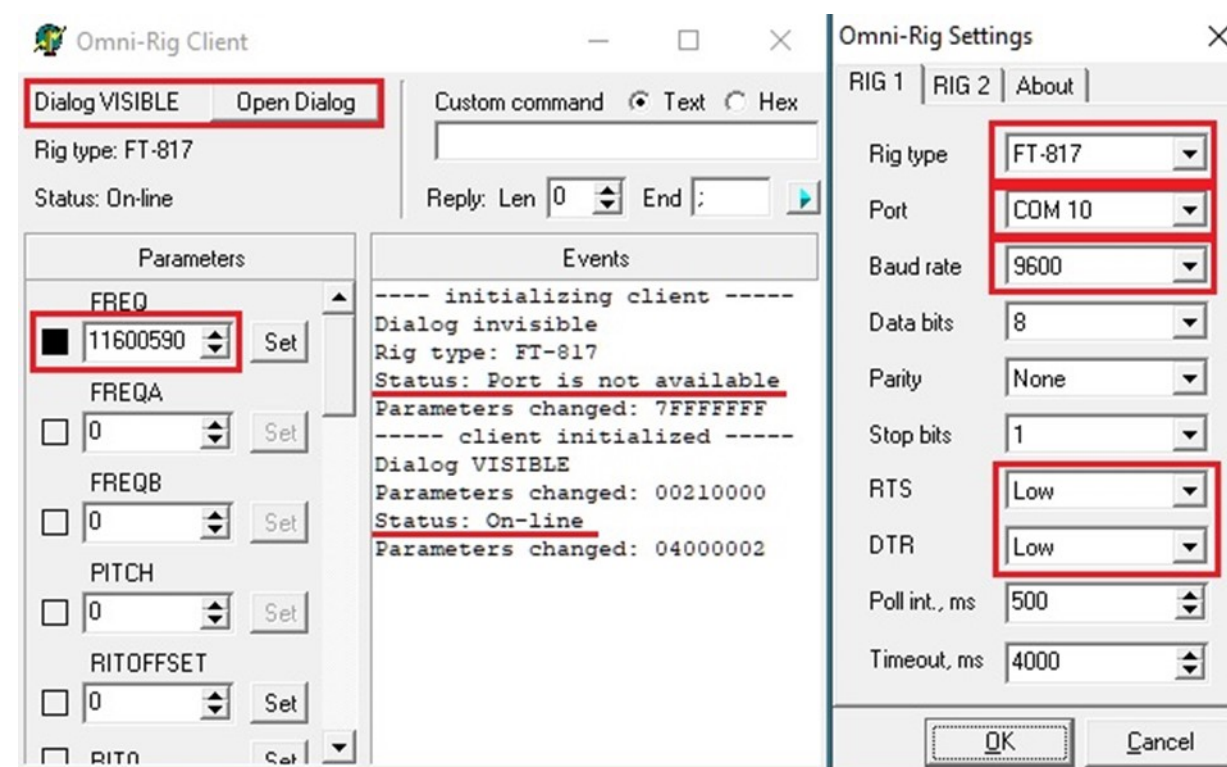 Omni-Rig Client
Dialog VISIBLE Open Dialog
Rig type: FT-817
Status: On-line
Custom command Text Hex
Reply: Len 0 End ;
Parameters
FREQ
11600590 Set
FREQA
0 Set
FREQB
0 Set
PITCH
0 Set
RITOFFSET
0 Set
RIT0 Set
Events
---- initializing client -----
Dialog invisible
Rig type: FT-817
Status: Port is not available
Parameters changed: 7FFFFFFF
----- client initialized -----
Dialog VISIBLE
Parameters changed: 00210000
Status: On-line
Parameters changed: 04000002
Omni-Rig Settings
RIG 1 RIG 2 About
Rig type FT-817
Port COM 10
Baud rate 9600
Data bits 8
Parity None
Stop bits 1
RTS Low
DTR Low
Poll int., ms 500
Timeout, ms 4000
OK Cancel